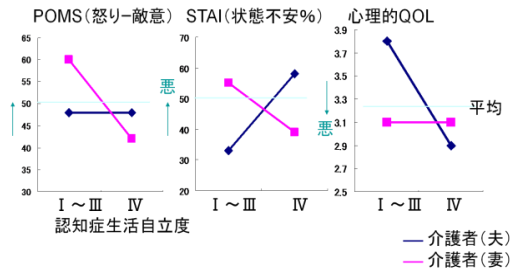 POMS(怒り−敵意)
65
60
55
50
45
40
35
30
悪
Ⅰ～Ⅲ Ⅳ
認知症生活自立度
STAI(状態不安%)
70
60
50
40
30
20
悪
Ⅰ～Ⅲ Ⅳ
心理的QOL
3.9
3.7
3.5
3.3
3.1
2.9
2.7
2.5
平均
Ⅰ～Ⅲ Ⅳ
介護者(夫)
介護者(妻)